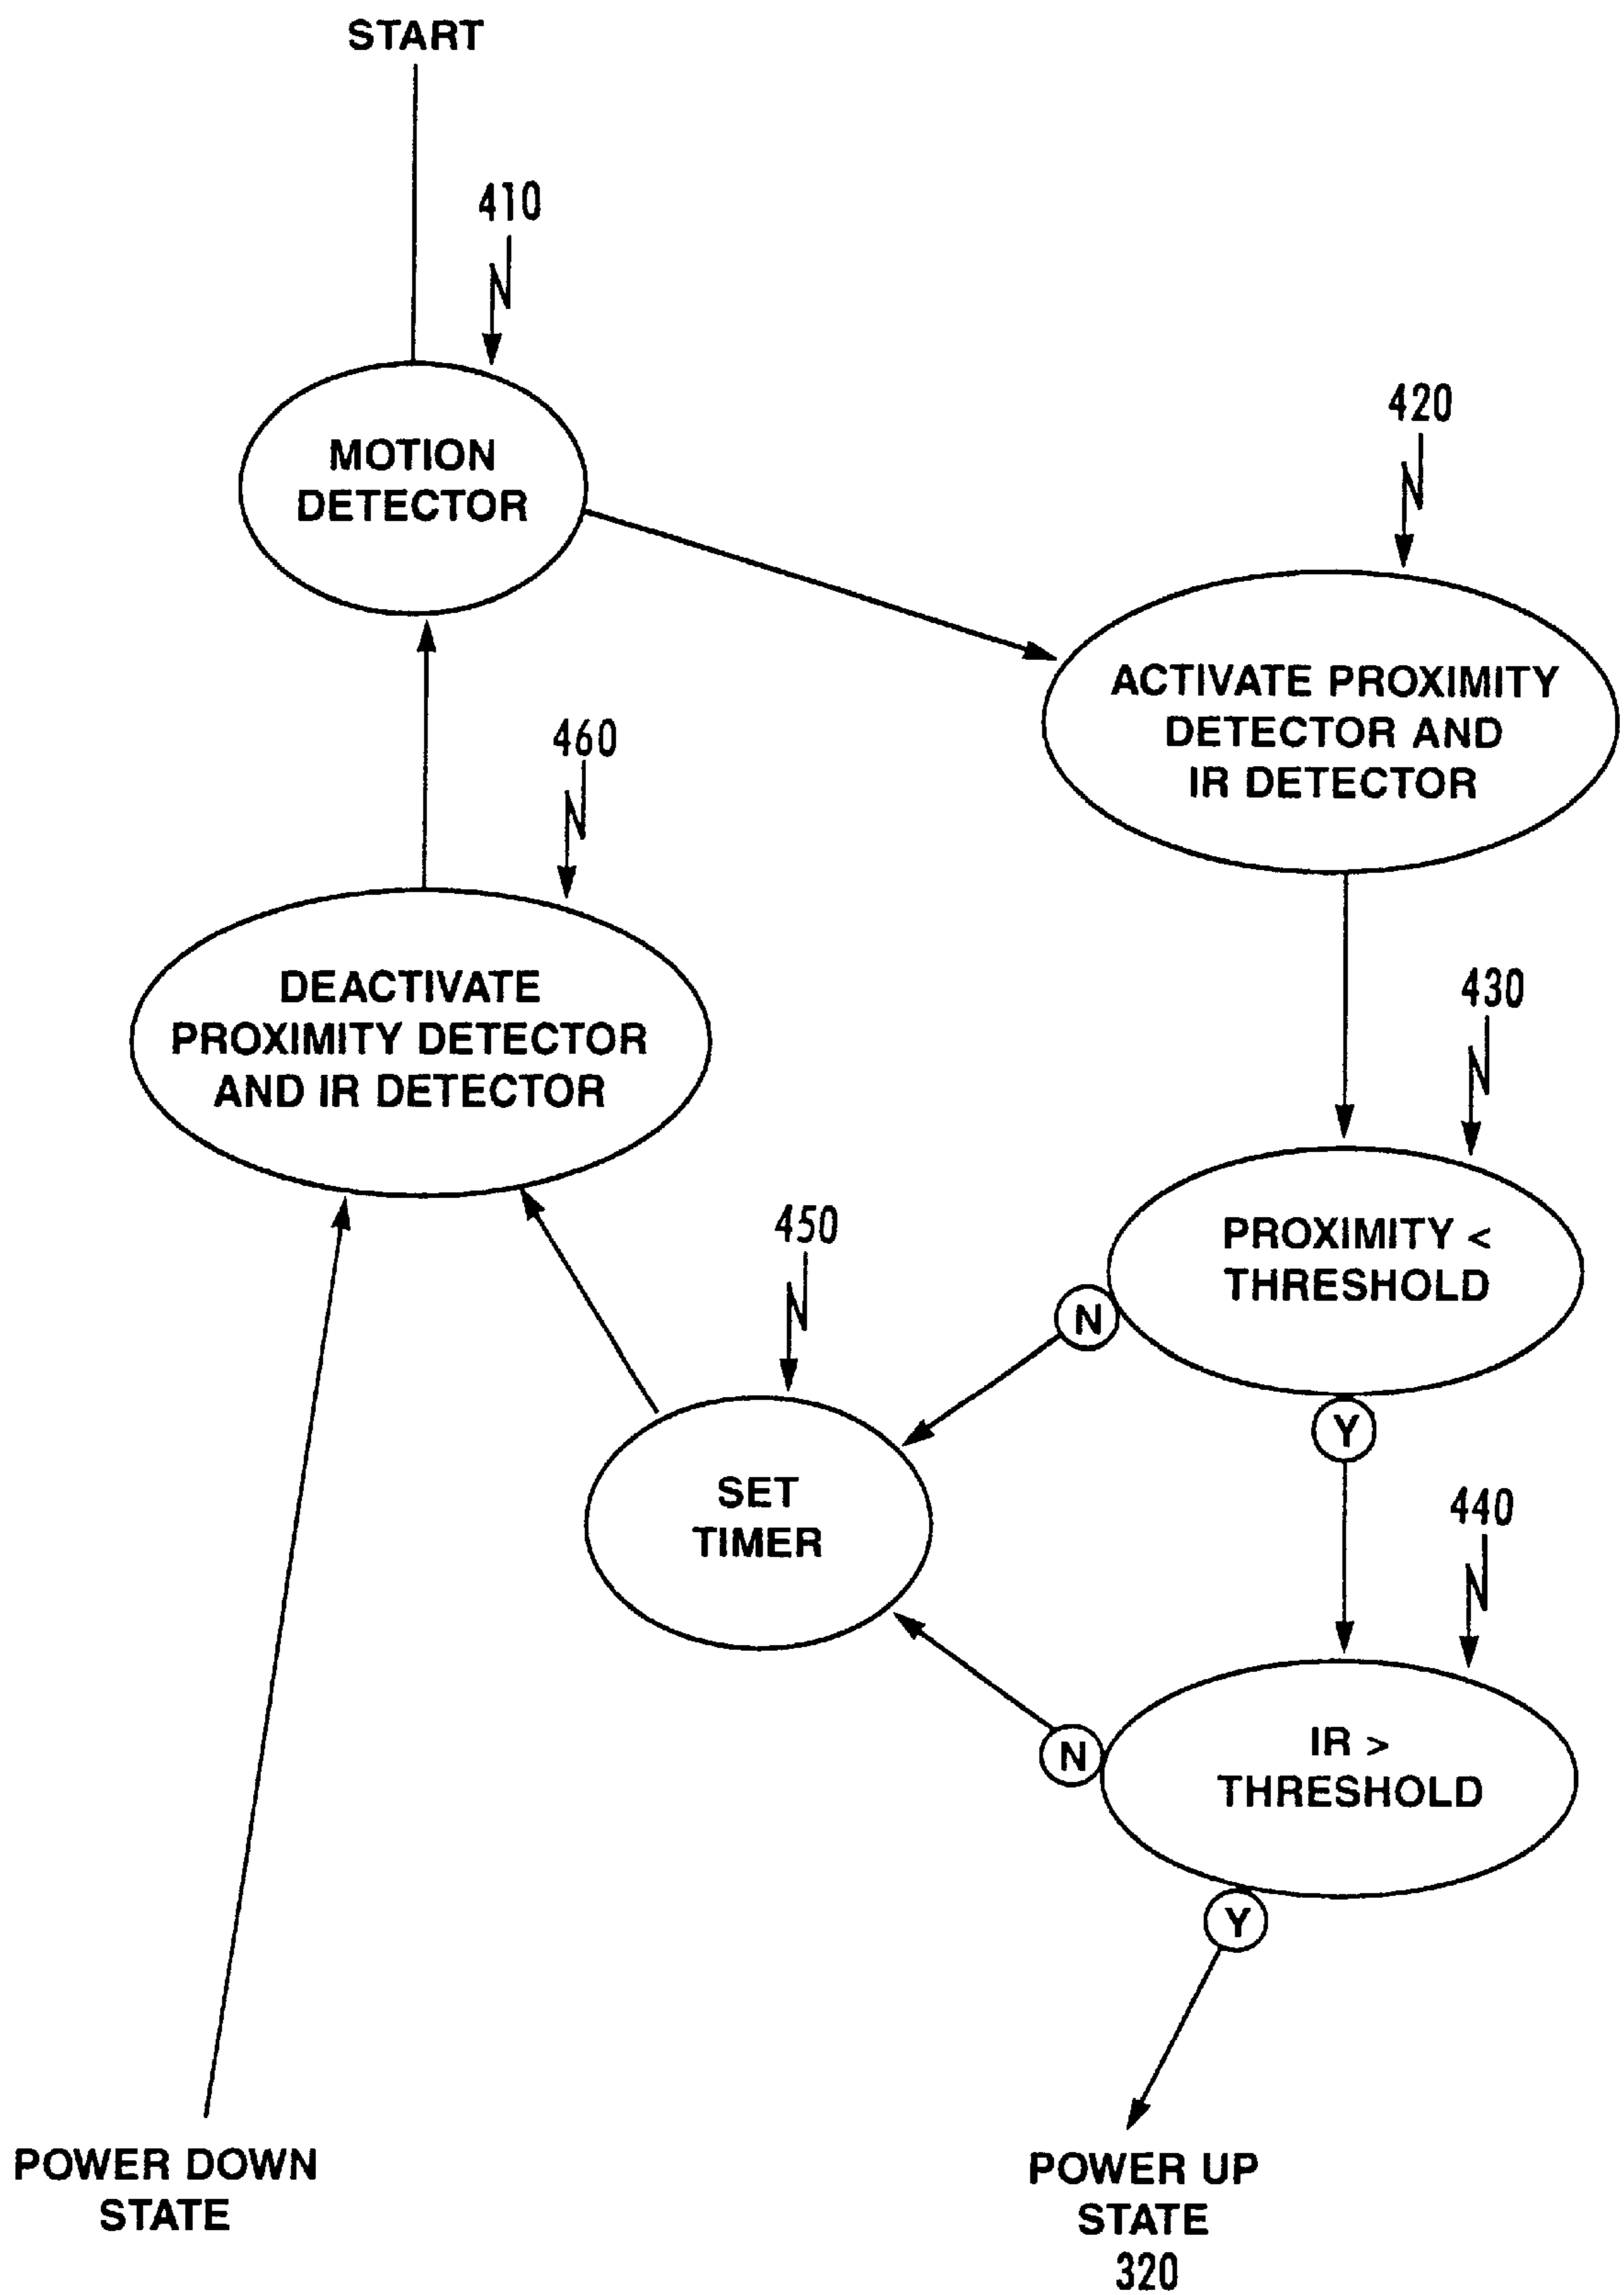 START
410
MOTION
DETECTOR
420
ACTIVATE PROXIMITY
DETECTOR AND
IR DETECTOR
460
DEACTIVATE
PROXIMITY DETECTOR
AND IR DETECTOR
430
PROXIMITY <
THRESHOLD
N
Y
450
SET
TIMER
440
IR >
THRESHOLD
N
Y
POWER DOWN
STATE
POWER UP
STATE
320